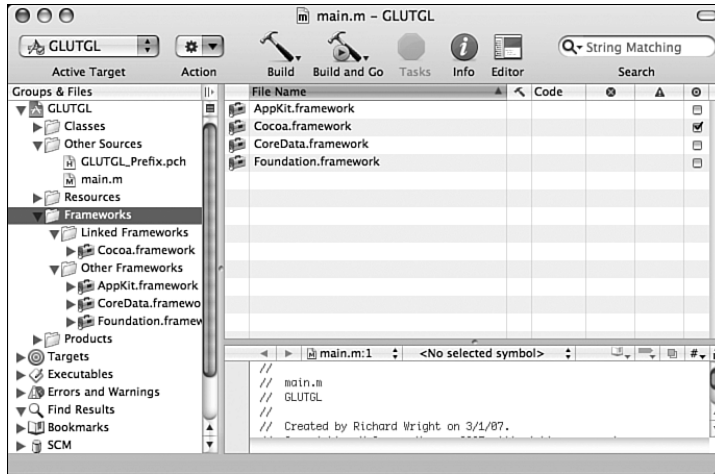 main.m – GLUTGL
GLUTGL
Active Target
Action
Build
Build and Go
Tasks
Info
Editor
String Matching
Search
Groups & Files
GLUTGL
Classes
Other Sources
GLUTGL_Prefix.pch
main.m
Resources
Frameworks
Linked Frameworks
Cocoa.framework
Other Frameworks
AppKit.framework
CoreData.framewo
Foundation.framew
Products
Targets
Executables
Errors and Warnings
Find Results
Bookmarks
SCM
File Name
Code
AppKit.framework
Cocoa.framework
CoreData.framework
Foundation.framework
main.m:1
<No selected symbol>
#
//
// main.m
// GLUTGL
//
// Created by Richard Wright on 3/1/07.